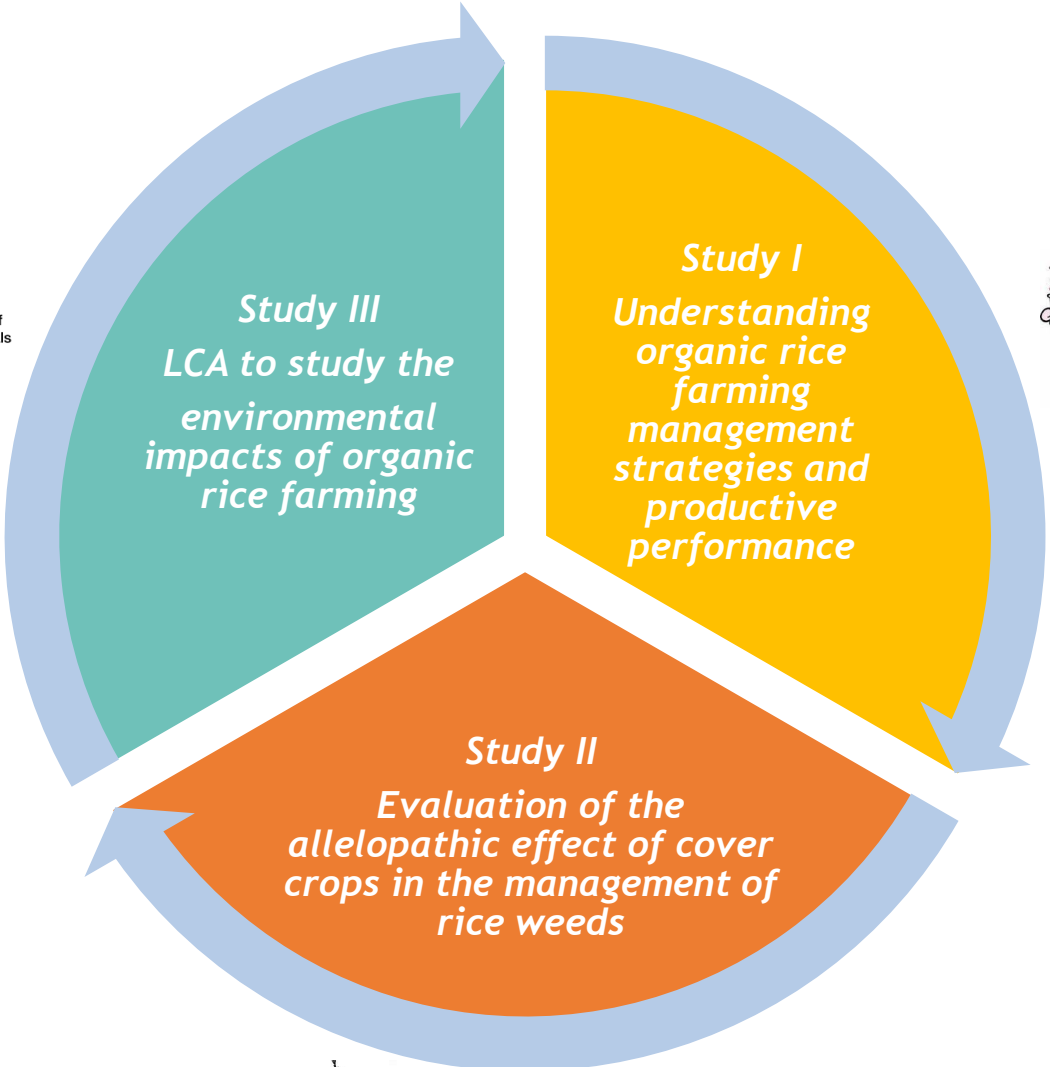 Study I
Understanding
organic rice
farming
management
strategies and
productive
performance
Study II
Evaluation of the
allelopathic effect of cover
crops in the management of
rice weeds
Study III
LCA to study the
environmental
impacts of organic
rice farming